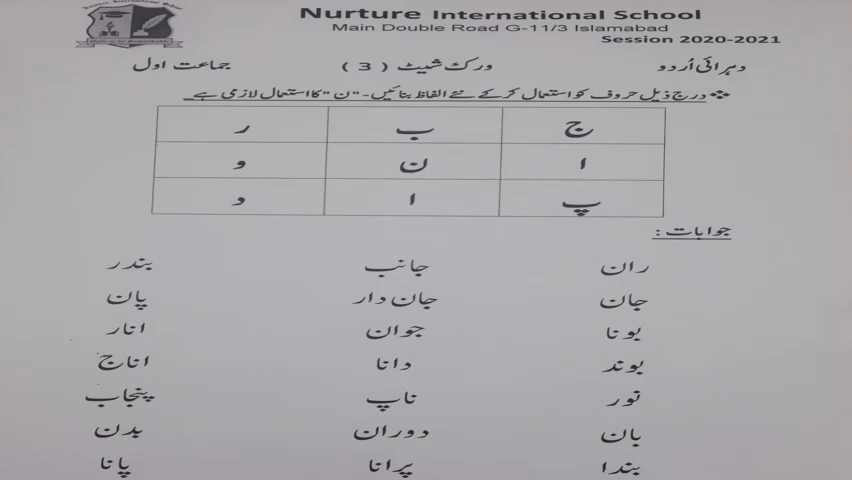 Nurture International School
Main Double Road G-11/3 Islamabad
Session 2020-2021
دہرائی اُردو ورک شیٹ ( 3 ) جماعت اول
❖ درج ذیل حروف کو استعمال کر کے نئے الفاظ بنائیں۔ "ن" کا استعمال لازمی ہے۔
ج ب ر
ا ن و
پ ا د
جوابات :
ران جانب بندر
جان جان دار پان
بونا جوان انار
بوند دانا اناج
نور ناپ پنجاب
بان دوران بدن
بندا پرانا پانا